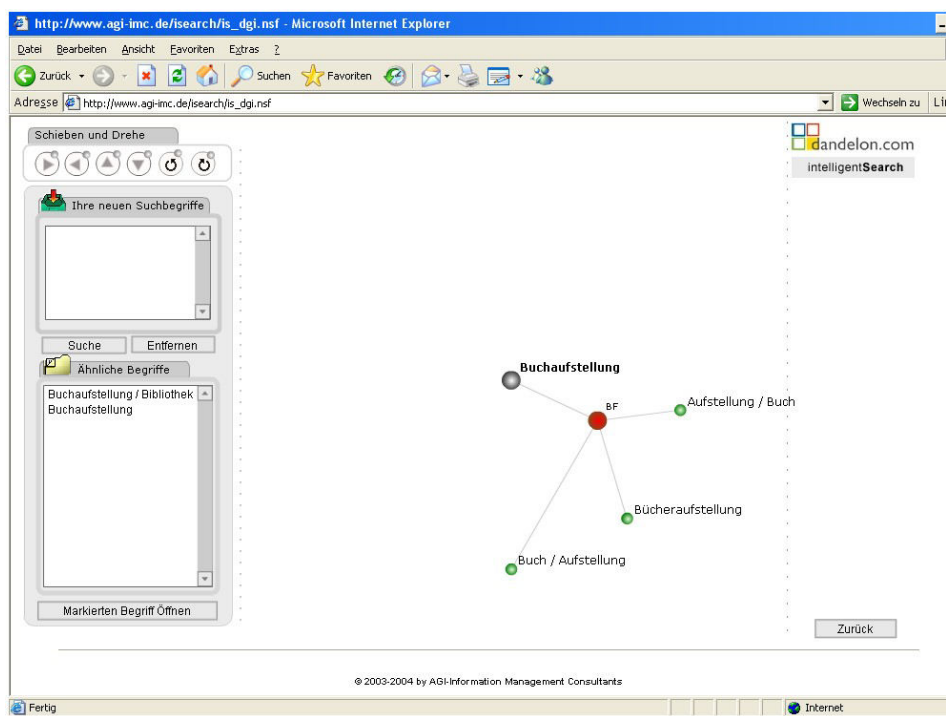 http://www.agi-imc.de/isearch/is_dgi.nsf - Microsoft Internet Explorer
Datei Bearbeiten Ansicht Favoriten Extras ?
Zurück Suchen Favoriten
Adresse http://www.agi-imc.de/isearch/is_dgi.nsf Wechseln zu
Schieben und Drehe
dandelon.com
intelligentSearch
Ihre neuen Suchbegriffe
Suche Entfernen
Ähnliche Begriffe
Buchaufstellung / Bibliothek
Buchaufstellung
Buchaufstellung
BF
Aufstellung / Buch
Bücheraufstellung
Buch / Aufstellung
Markierten Begriff Öffnen
Zurück
© 2003-2004 by AGI-Information Management Consultants
Fertig Internet